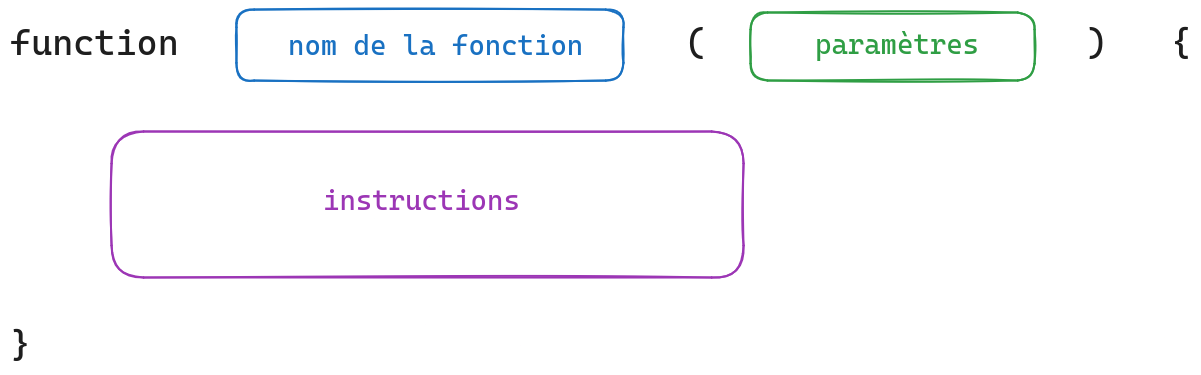 function nom de la fonction ( paramètres ) {
instructions
}